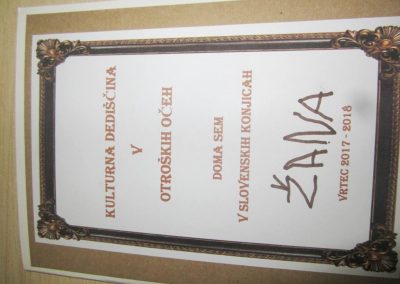 KULTURNA DEDIŠČINA
V
OTROŠKIH OČEH
DOMA SEM
V SLOVENSKIH KONJICAH
ŽANA
VRTEC 2017 - 2018